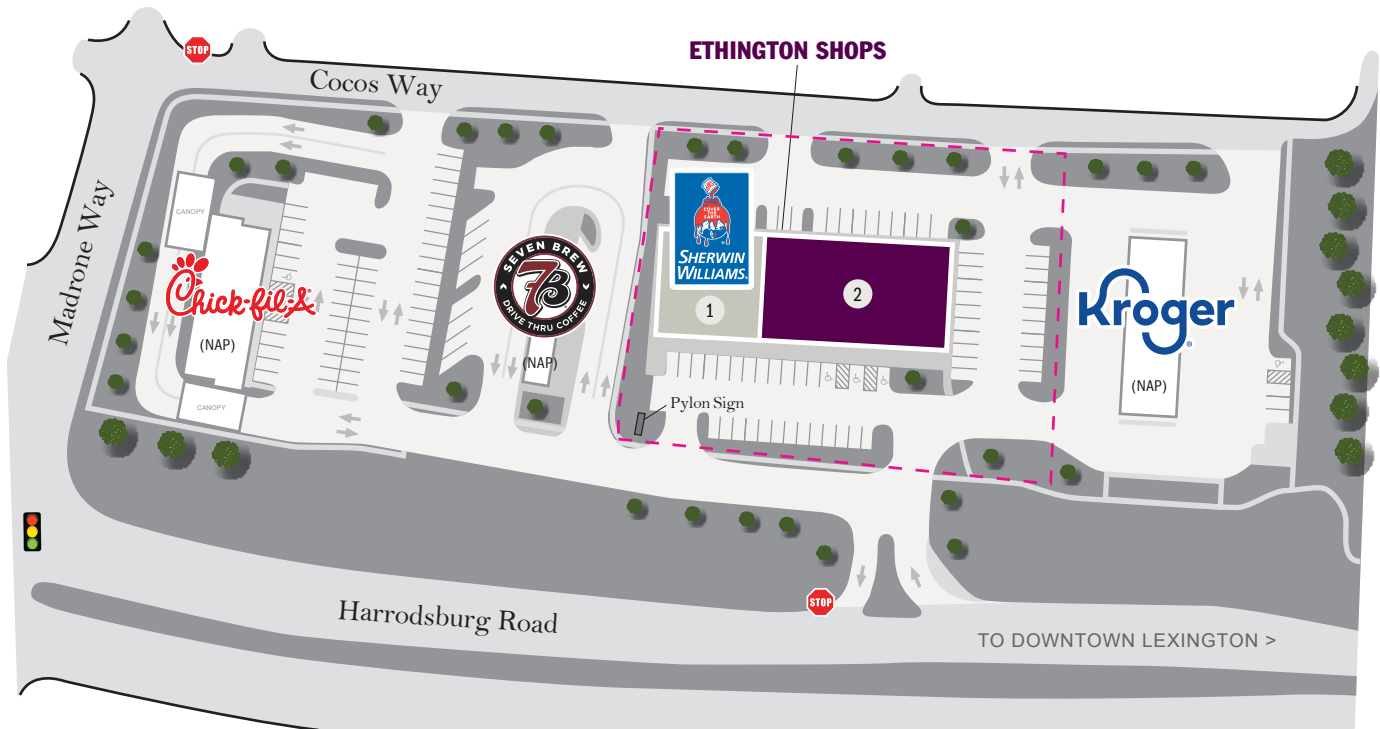 STOP
ETHINGTON SHOPS
Cocos Way
Madrone Way
CANOPY
Chick-fil-A
(NAP)
CANOPY
SEVEN BREW
7B
DRIVE THRU COFFEE
(NAP)
COVER
THE
EARTH
SHERWIN
WILLIAMS.
1
2
Kroger
(NAP)
Pylon Sign
STOP
Harrodsburg Road
TO DOWNTOWN LEXINGTON >